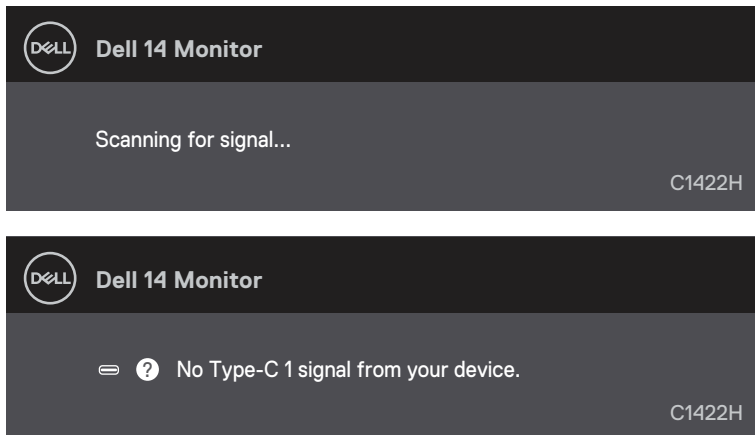 DELL Dell 14 Monitor
Scanning for signal...
C1422H
DELL Dell 14 Monitor
? No Type-C 1 signal from your device.
C1422H